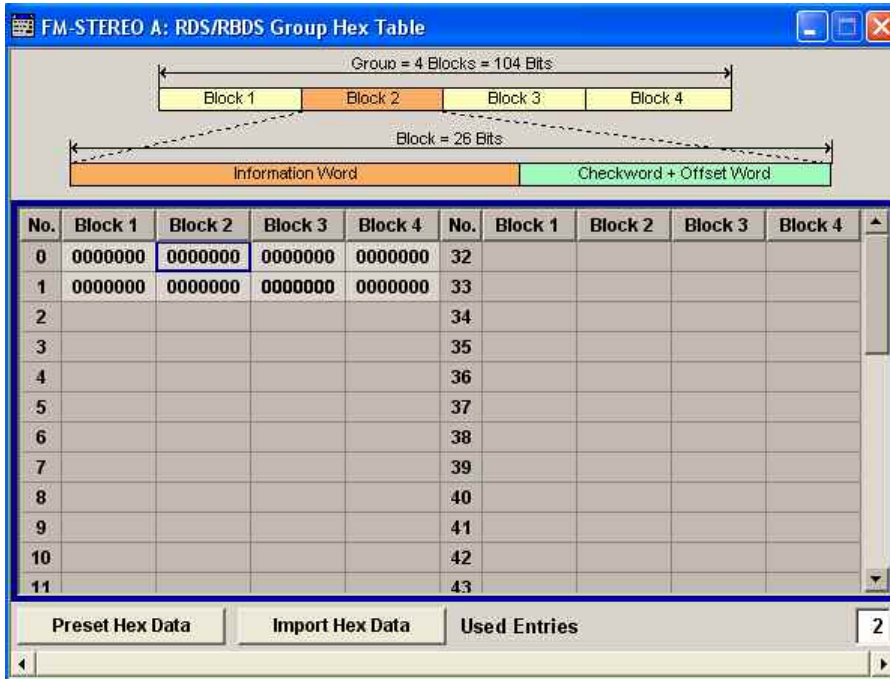 FM-STEREO A: RDS/RBDS Group Hex Table
Group = 4 Blocks = 104 Bits
Block 1 Block 2 Block 3 Block 4
Block = 26 Bits
Information Word Checkword + Offset Word
No. Block 1 Block 2 Block 3 Block 4 No. Block 1 Block 2 Block 3 Block 4
0 0000000 0000000 0000000 0000000 32
1 0000000 0000000 0000000 0000000 33
2 34
3 35
4 36
5 37
6 38
7 39
8 40
9 41
10 42
11 43
Preset Hex Data Import Hex Data Used Entries 2